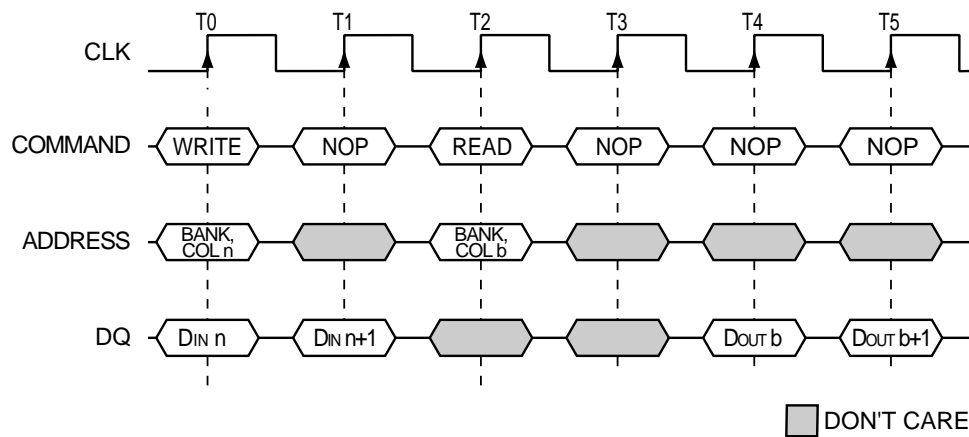 T0 T1 T2 T3 T4 T5
CLK
COMMAND WRITE NOP READ NOP NOP NOP
ADDRESS BANK, COL n BANK, COL b
DQ DIN n DIN n+1 DOUT b DOUT b+1
DON'T CARE